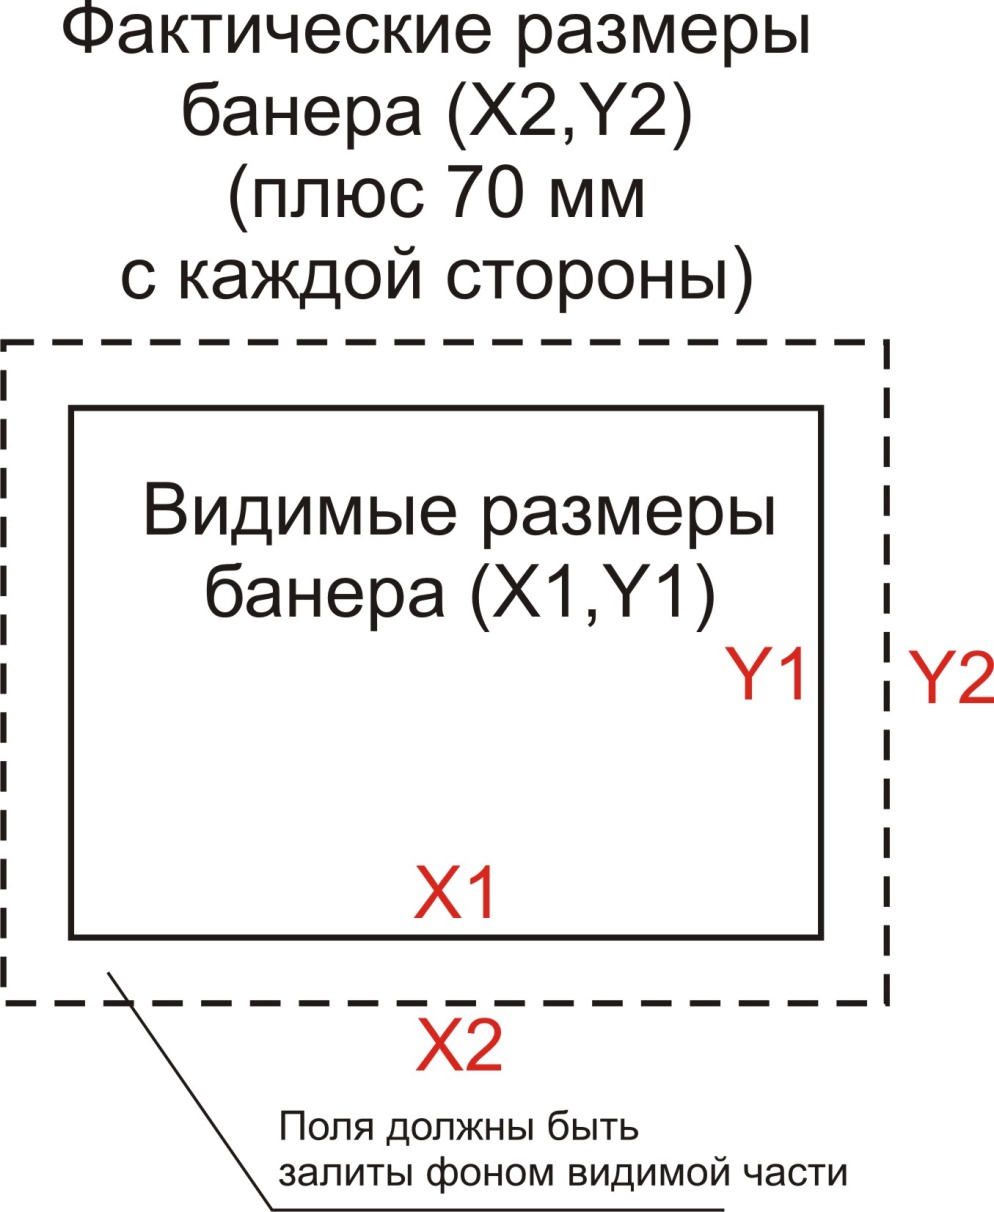 Фактические размеры
банера (X2,Y2)
(плюс 70 мм
с каждой стороны)
Видимые размеры
банера (X1,Y1)
Y1
Y2
X1
X2
Поля должны быть
залиты фоном видимой части